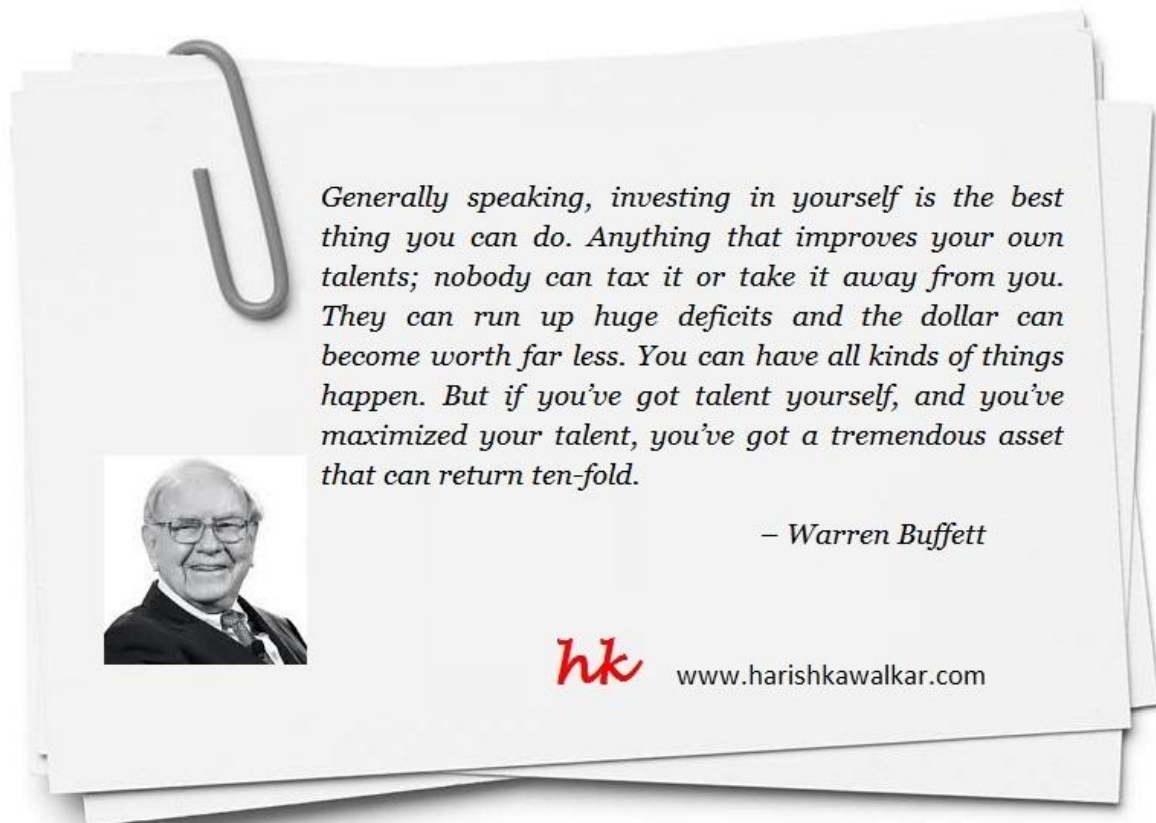 Generally speaking, investing in yourself is the best
thing you can do. Anything that improves your own
talents; nobody can tax it or take it away from you.
They can run up huge deficits and the dollar can
become worth far less. You can have all kinds of things
happen. But if you’ve got talent yourself, and you’ve
maximized your talent, you’ve got a tremendous asset
that can return ten-fold.
– Warren Buffett
hk www.harishkawalkar.com